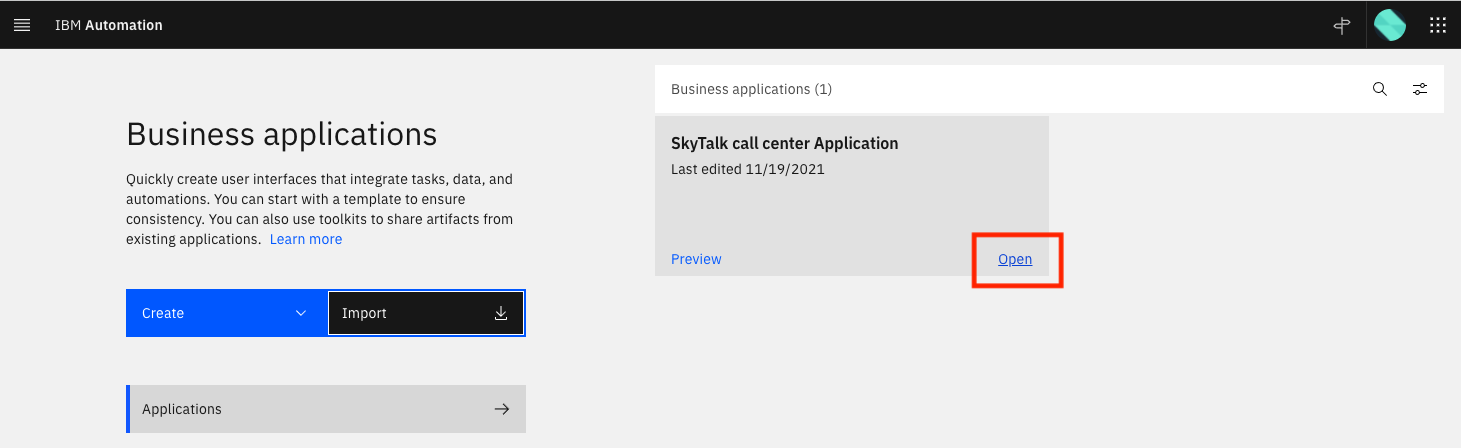 IBM Automation
Business applications
Quickly create user interfaces that integrate tasks, data, and
automations. You can start with a template to ensure
consistency. You can also use toolkits to share artifacts from
existing applications. Learn more
Create
Import
Applications
Business applications (1)
SkyTalk call center Application
Last edited 11/19/2021
Preview
Open